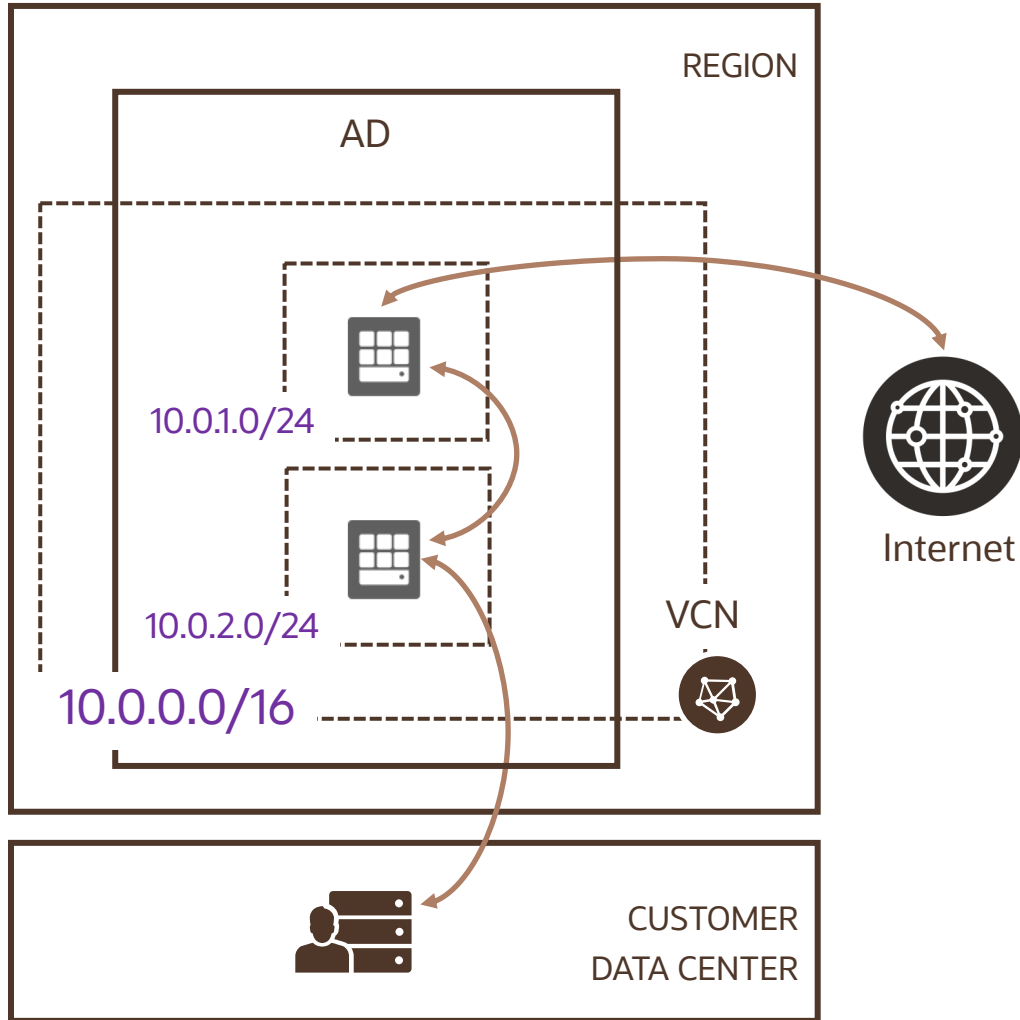 REGION
AD
10.0.1.0/24
Internet
10.0.2.0/24
VCN
10.0.0.0/16
CUSTOMER
DATA CENTER